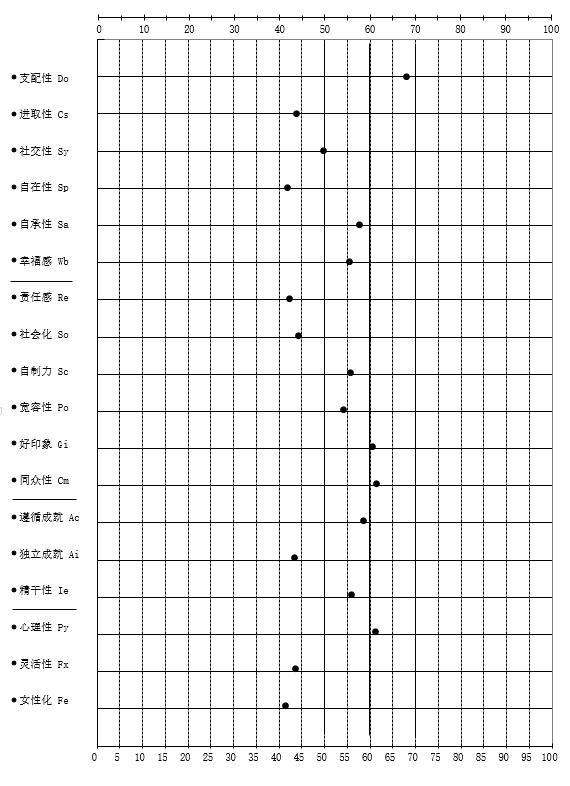 0 10 20 30 40 50 60 70 80 90 100
● 支配性 Do
● 进取性 Cs
● 社交性 Sy
● 自在性 Sp
● 自承性 Sa
● 幸福感 Wb
● 责任感 Re
● 社会化 So
● 自制力 Sc
● 宽容性 Po
● 好印象 Gi
● 同众性 Cm
● 遵循成就 Ac
● 独立成就 Ai
● 精干性 Ie
● 心理性 Py
● 灵活性 Fx
● 女性化 Fe
0 5 10 15 20 25 30 35 40 45 50 55 60 65 70 75 80 85 90 95 100